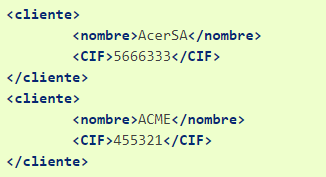 <cliente>
<nombre>AcerSA</nombre>
<CIF>5666333</CIF>
</cliente>
<cliente>
<nombre>ACME</nombre>
<CIF>455321</CIF>
</cliente>